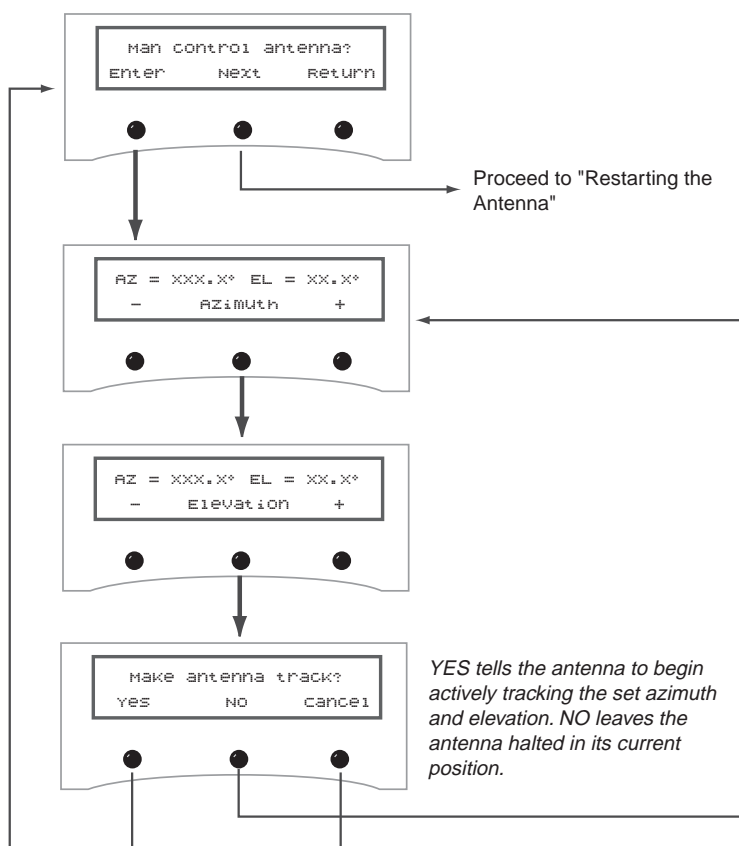 Man Control antenna?
Enter Next Return
Proceed to "Restarting the
Antenna"
AZ = XXX.X° EL = XX.X°
- Azimuth +
AZ = XXX.X° EL = XX.X°
- Elevation +
Make antenna track?
Yes NO Cancel
YES tells the antenna to begin
actively tracking the set azimuth
and elevation. NO leaves the
antenna halted in its current
position.